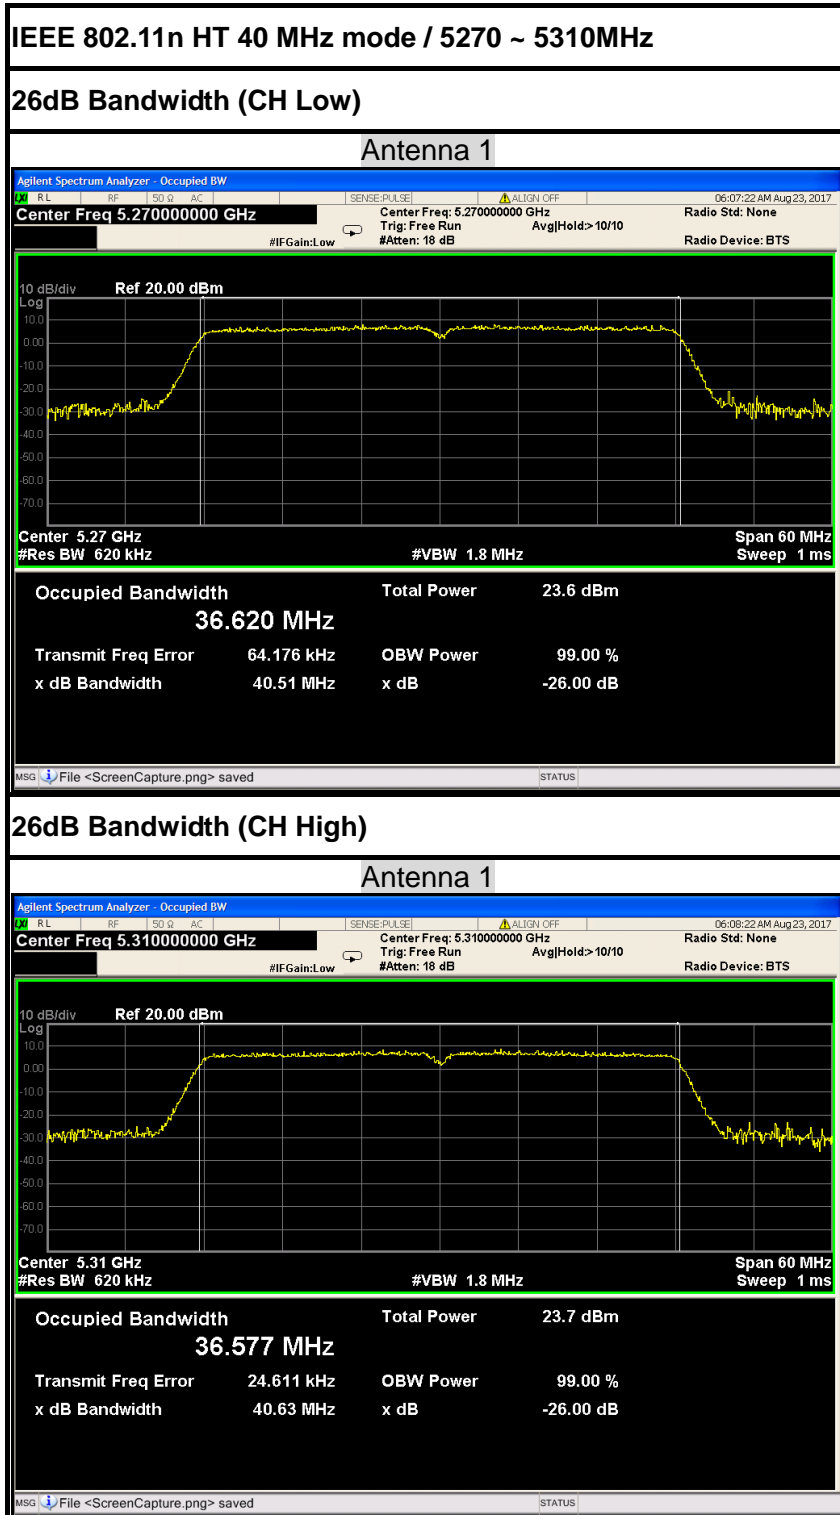 IEEE 802.11n HT 40 MHz mode / 5270 ~ 5310MHz
26dB Bandwidth (CH Low)
Antenna 1
Agilent Spectrum Analyzer - Occupied BW
LXI RL RF 50 Ω AC SENSE:PULSE ALIGN OFF 06:07:22 AM Aug 23, 2017
Center Freq 5.270000000 GHz Center Freq: 5.270000000 GHz Radio Std: None
Trig: Free Run Avg|Hold:>10/10
#IFGain:Low #Atten: 18 dB Radio Device: BTS
10 dB/div Ref 20.00 dBm
Log
10.0
0.00
-10.0
-20.0
-30.0
-40.0
-50.0
-60.0
-70.0
Center 5.27 GHz Span 60 MHz
#Res BW 620 kHz #VBW 1.8 MHz Sweep 1 ms
Occupied Bandwidth Total Power 23.6 dBm
36.620 MHz
Transmit Freq Error 64.176 kHz OBW Power 99.00 %
x dB Bandwidth 40.51 MHz x dB -26.00 dB
MSG File <ScreenCapture.png> saved STATUS
26dB Bandwidth (CH High)
Antenna 1
Agilent Spectrum Analyzer - Occupied BW
LXI RL RF 50 Ω AC SENSE:PULSE ALIGN OFF 06:08:22 AM Aug 23, 2017
Center Freq 5.310000000 GHz Center Freq: 5.310000000 GHz Radio Std: None
Trig: Free Run Avg|Hold:>10/10
#IFGain:Low #Atten: 18 dB Radio Device: BTS
10 dB/div Ref 20.00 dBm
Log
10.0
0.00
-10.0
-20.0
-30.0
-40.0
-50.0
-60.0
-70.0
Center 5.31 GHz Span 60 MHz
#Res BW 620 kHz #VBW 1.8 MHz Sweep 1 ms
Occupied Bandwidth Total Power 23.7 dBm
36.577 MHz
Transmit Freq Error 24.611 kHz OBW Power 99.00 %
x dB Bandwidth 40.63 MHz x dB -26.00 dB
MSG File <ScreenCapture.png> saved STATUS